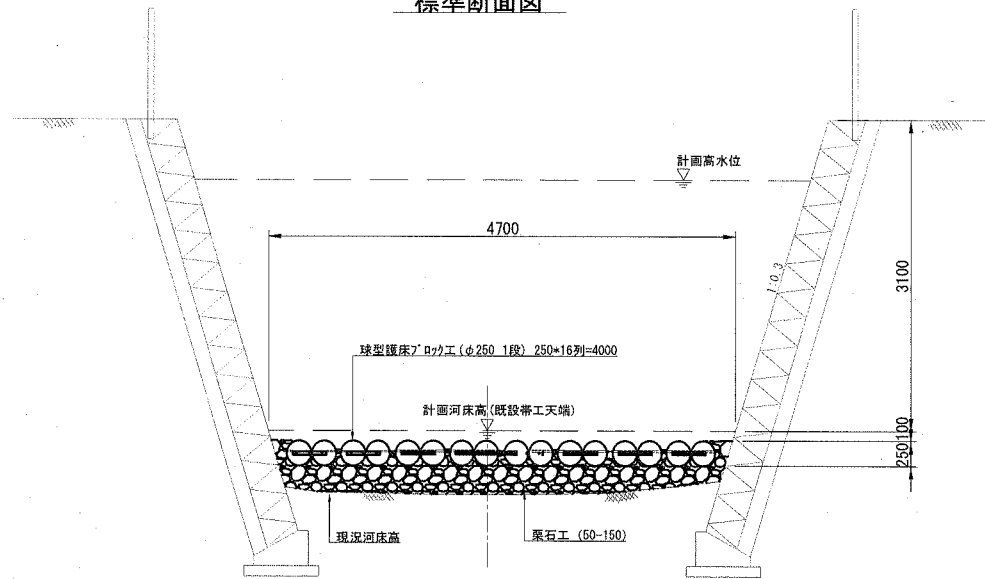 標準断面図
計画高水位
4700
1:0.3
3100
球型護床ブロック工(φ250 1段) 250*16列=4000
計画河床高(既設帯工天端)
100
250
現況河床高
栗石工 (50-150)